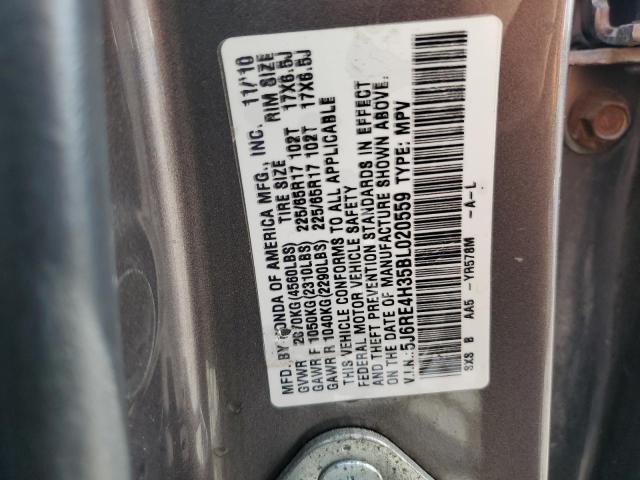 MFD. BY HONDA OF AMERICA MFG., INC. 11/'10
GVWR 2070KG(4560LBS) TIRE SIZE RIM SIZE
GAWR F 1050KG(2310LBS) 225/65R17 102T 17X6.5J
GAWR R 1040KG(2290LBS) 225/65R17 102T 17X6.5J
THIS VEHICLE CONFORMS TO ALL APPLICABLE
FEDERAL MOTOR VEHICLE SAFETY
AND THEFT PREVENTION STANDARDS IN EFFECT
ON THE DATE OF MANUFACTURE SHOWN ABOVE.
V.I.N.: 5J6RE4H35BL020559 TYPE: MPV
SXS B AA5 -YR578M -A-L